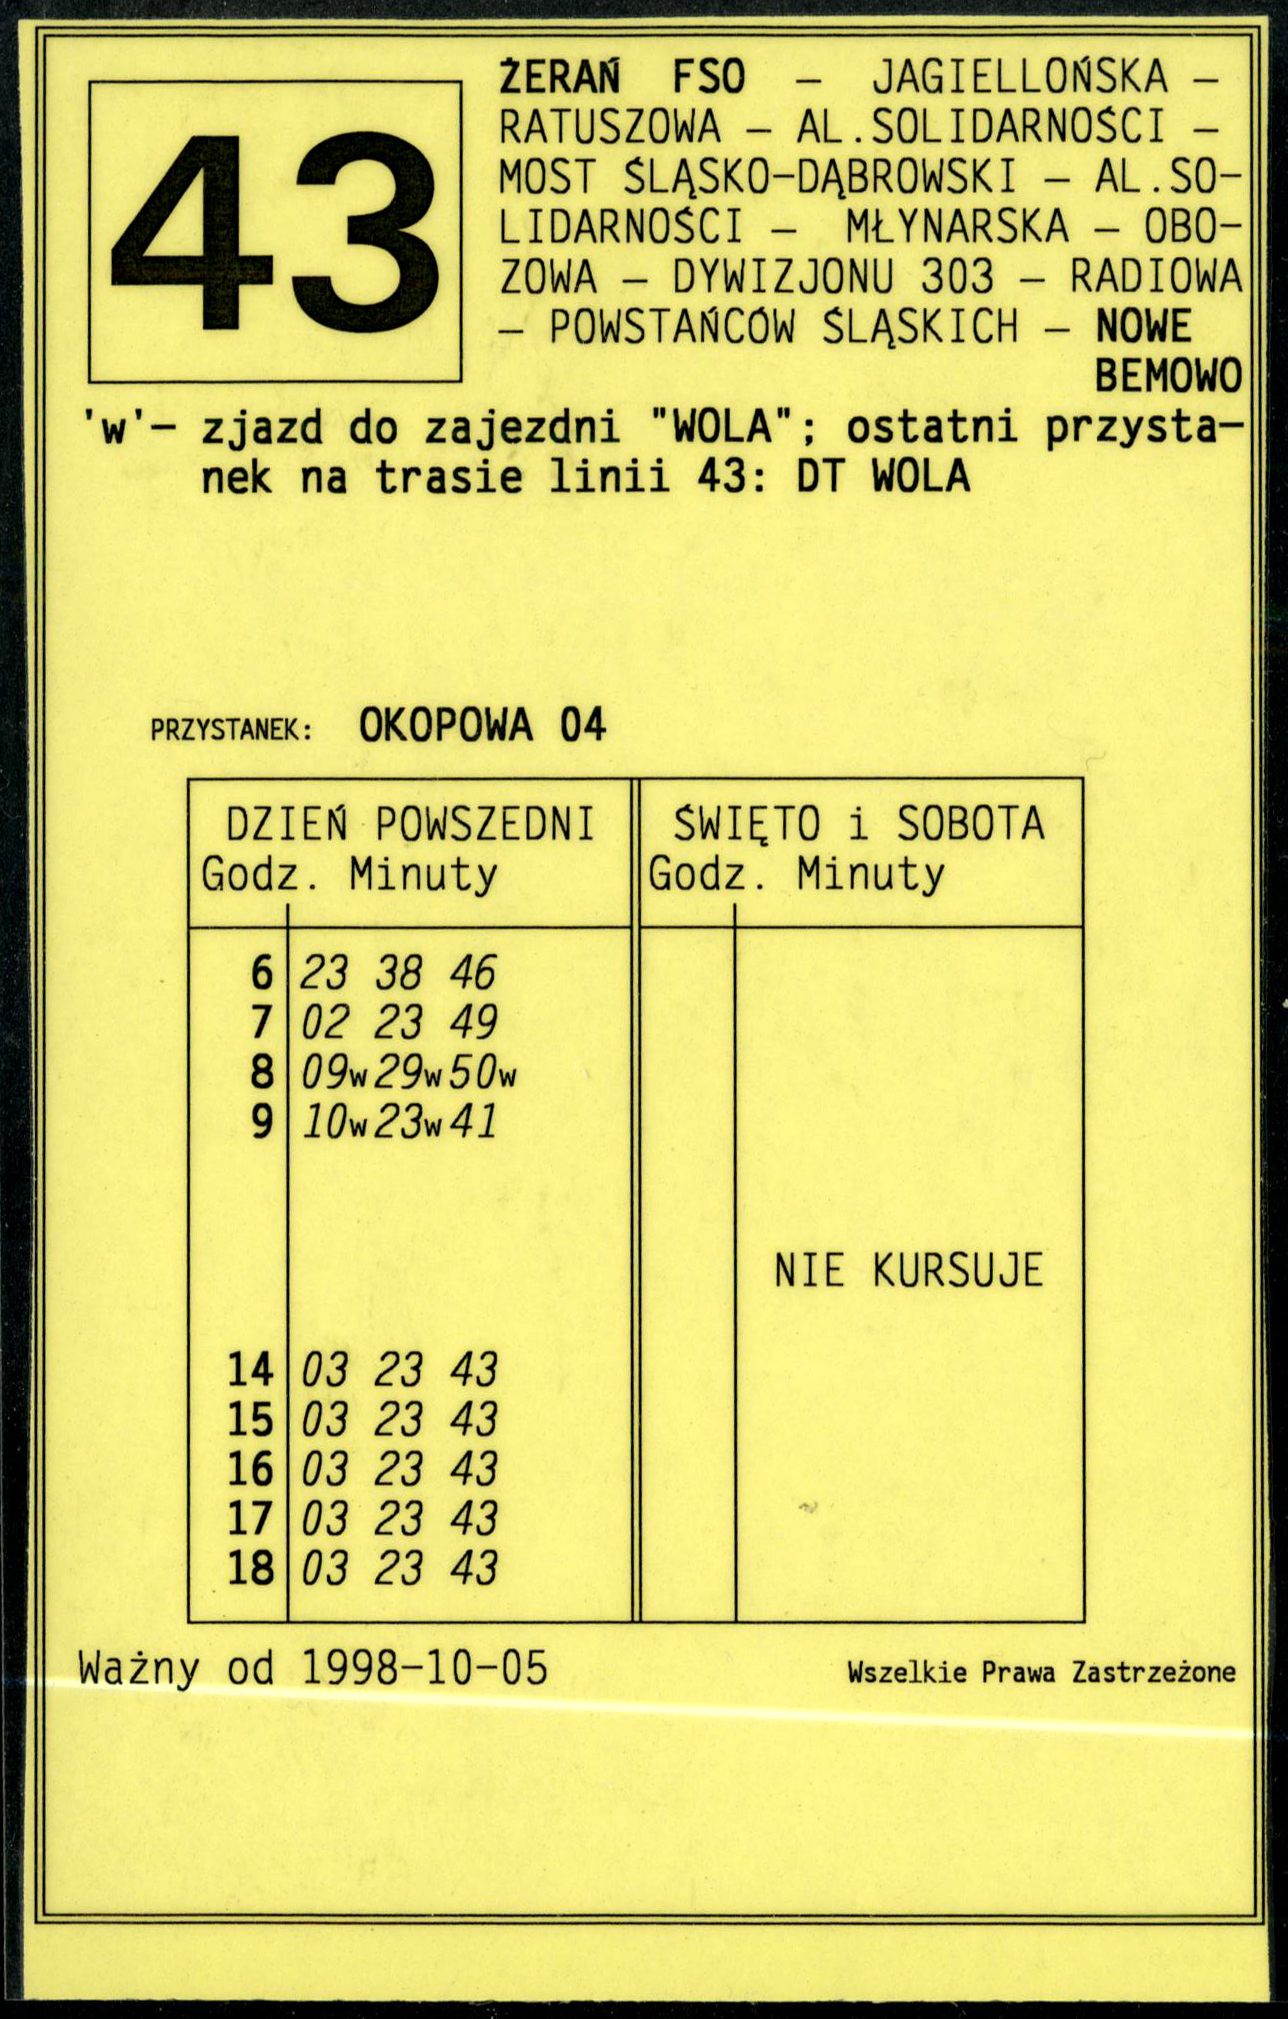 43
ŻERAŃ FSO – JAGIELLOŃSKA –
RATUSZOWA – AL.SOLIDARNOŚCI –
MOST ŚLĄSKO-DĄBROWSKI – AL.SO-
LIDARNOŚCI – MŁYNARSKA – OBO-
ZOWA – DYWIZJONU 303 – RADIOWA
– POWSTAŃCÓW ŚLĄSKICH – NOWE
BEMOWO
'w'– zjazd do zajezdni "WOLA"; ostatni przysta-
nek na trasie linii 43: DT WOLA
PRZYSTANEK: OKOPOWA 04
DZIEŃ POWSZEDNI
Godz. Minuty
6 23 38 46
7 02 23 49
8 09w 29w 50w
9 10w 23w 41
14 03 23 43
15 03 23 43
16 03 23 43
17 03 23 43
18 03 23 43
ŚWIĘTO i SOBOTA
Godz. Minuty
NIE KURSUJE
Ważny od 1998-10-05
Wszelkie Prawa Zastrzeżone